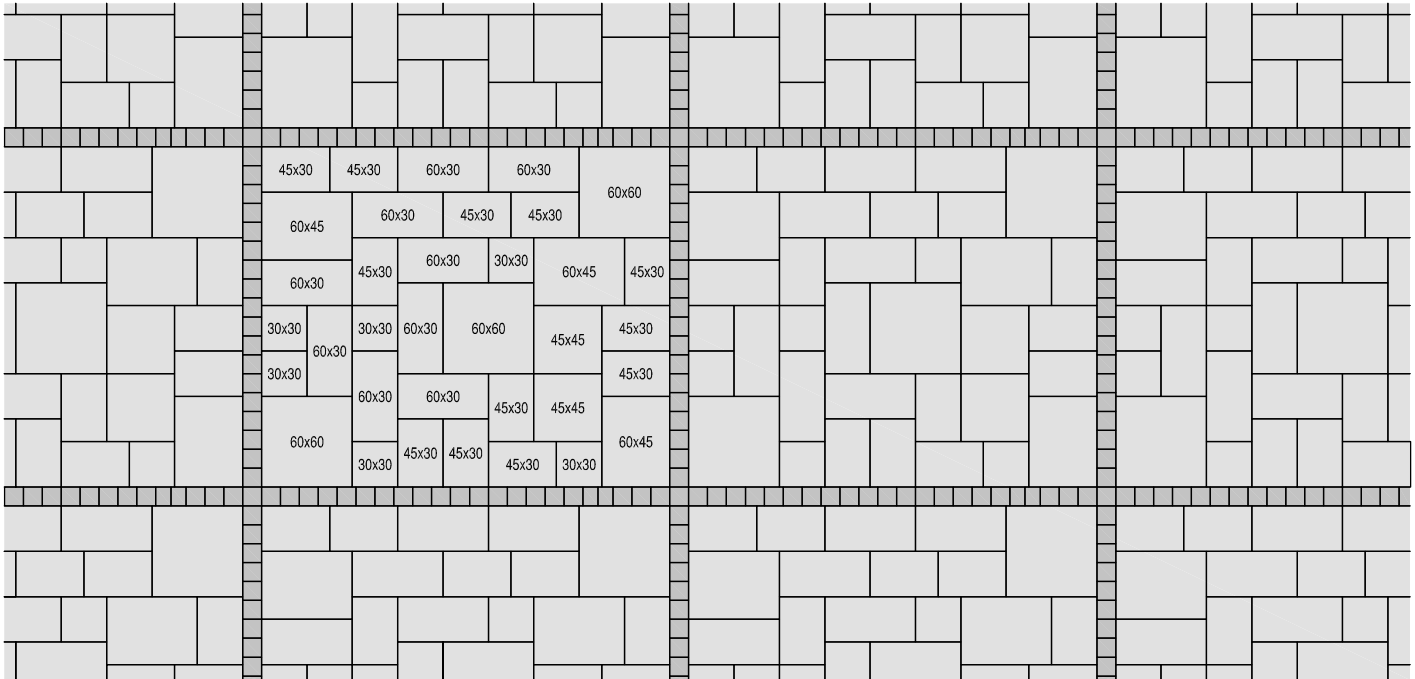 45x30 45x30 60x30 60x30
60x60
60x45 60x30 45x30 45x30
60x30 45x30 60x30 30x30 60x45 45x30
30x30 60x30 30x30 60x30 60x60 45x45 45x30
30x30 45x30
60x30 60x30 45x30 45x45
60x60 45x30 45x30 60x45
30x30 45x30 30x30